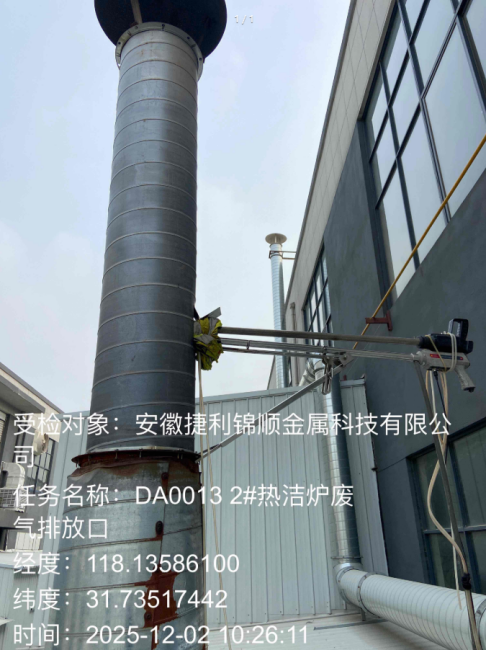 受检对象：安徽捷利锦顺金属科技有限公
司
任务名称：DA0013 2#热洁炉废
气排放口
经度：118.13586100
纬度：31.73517442
时间：2025-12-02 10:26:11